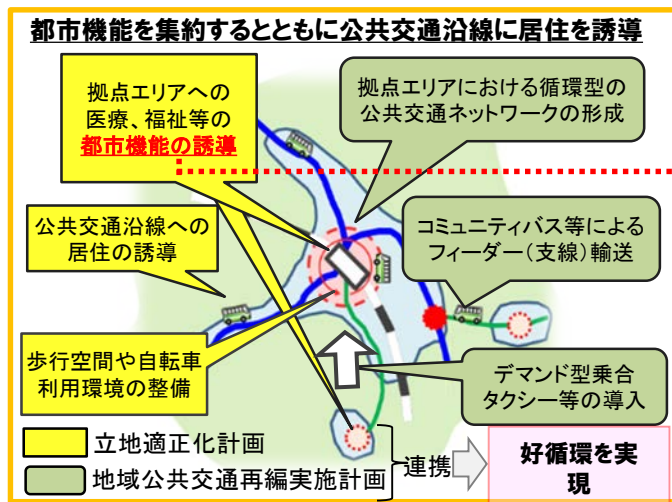 都市機能を集約するとともに公共交通沿線に居住を誘導
拠点エリアへの
医療、福祉等の
都市機能の誘導
拠点エリアにおける循環型の
公共交通ネットワークの形成
公共交通沿線への
居住の誘導
コミュニティバス等による
フィーダー（支線）輸送
歩行空間や自転車
利用環境の整備
デマンド型乗合
タクシー等の導入
立地適正化計画
地域公共交通再編実施計画
連携
好循環を実
現